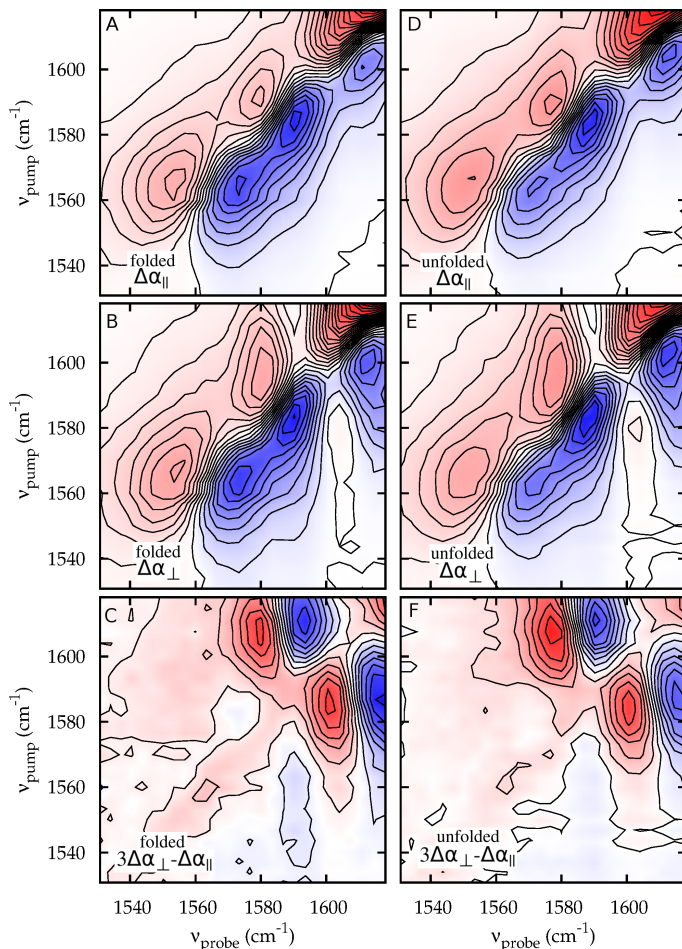 A
D
1600
1580
1560
1540
ν_pump (cm⁻¹)
folded
Δα_∥
unfolded
Δα_∥
B
E
1600
1580
1560
1540
ν_pump (cm⁻¹)
folded
Δα_⊥
unfolded
Δα_⊥
C
F
1600
1580
1560
1540
ν_pump (cm⁻¹)
folded
3Δα_⊥-Δα_∥
unfolded
3Δα_⊥-Δα_∥
1540 1560 1580 1600
1540 1560 1580 1600
ν_probe (cm⁻¹)
ν_probe (cm⁻¹)